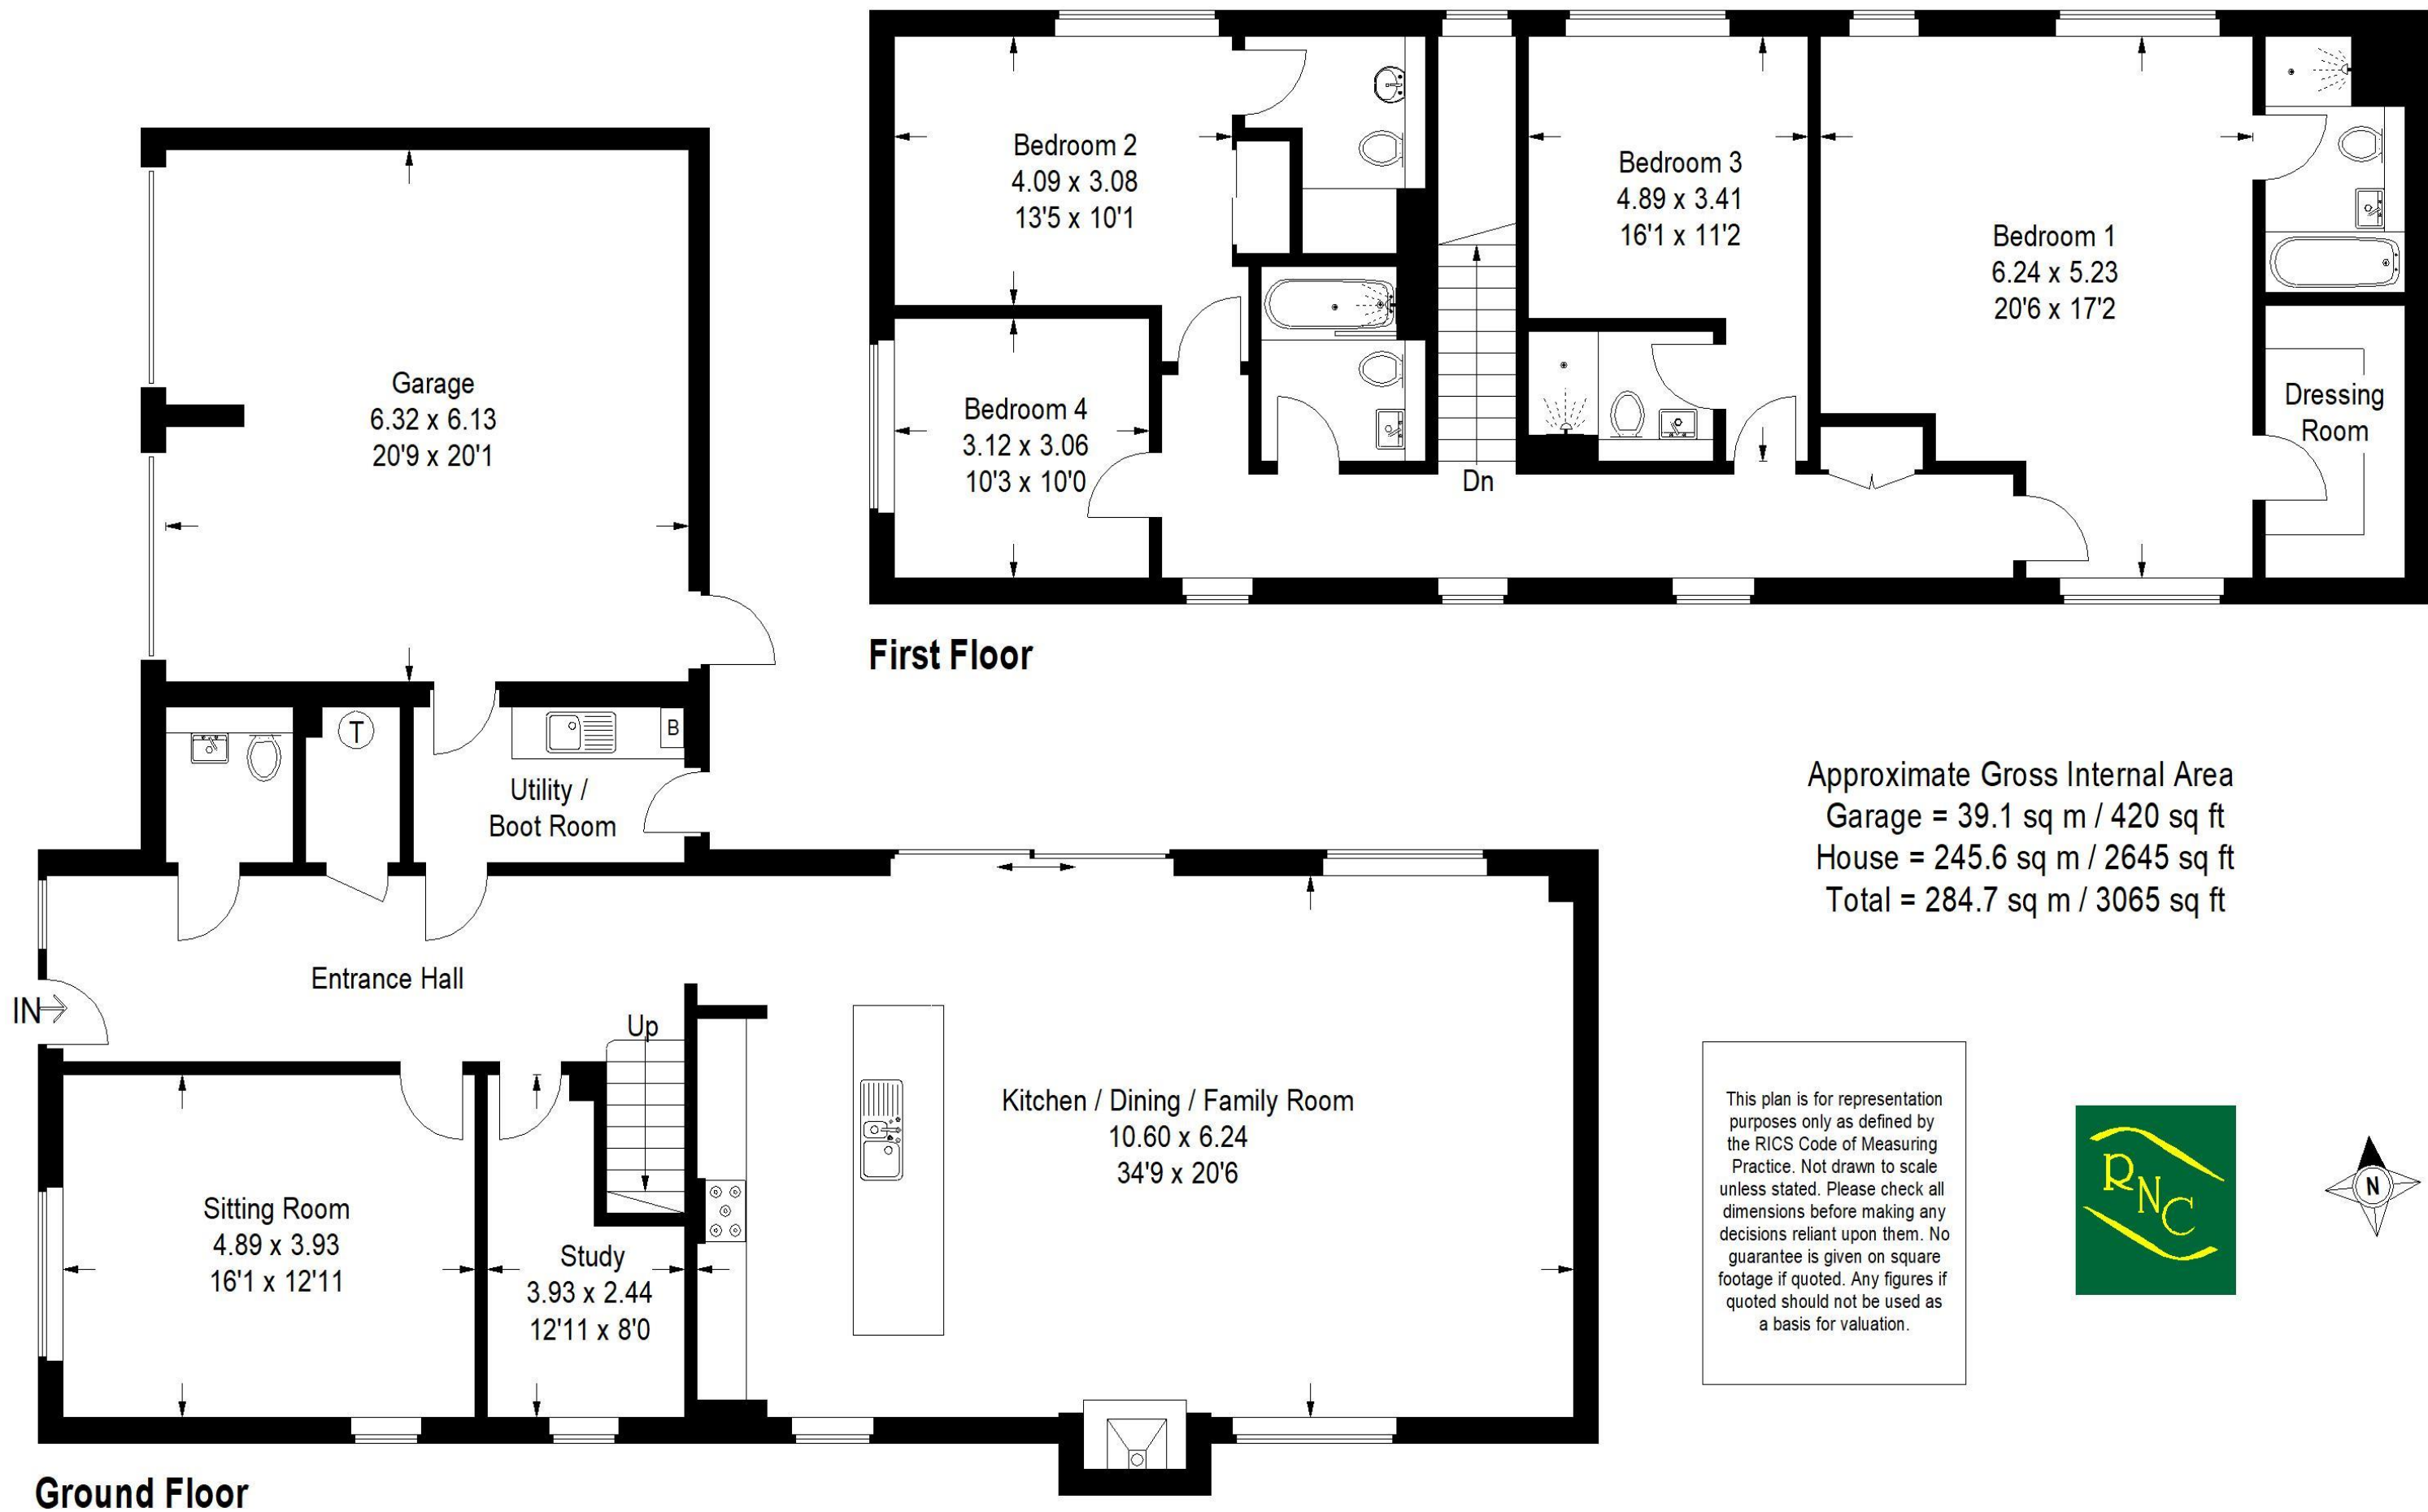 Bedroom 2
4.09 x 3.08
13'5 x 10'1
Bedroom 3
4.89 x 3.41
16'1 x 11'2
Bedroom 1
6.24 x 5.23
20'6 x 17'2
Dressing
Room
Bedroom 4
3.12 x 3.06
10'3 x 10'0
Dn
First Floor
Garage
6.32 x 6.13
20'9 x 20'1
T
B
Utility /
Boot Room
Entrance Hall
IN
Up
Sitting Room
4.89 x 3.93
16'1 x 12'11
Study
3.93 x 2.44
12'11 x 8'0
Kitchen / Dining / Family Room
10.60 x 6.24
34'9 x 20'6
Ground Floor
Approximate Gross Internal Area
Garage = 39.1 sq m / 420 sq ft
House = 245.6 sq m / 2645 sq ft
Total = 284.7 sq m / 3065 sq ft
This plan is for representation
purposes only as defined by
the RICS Code of Measuring
Practice. Not drawn to scale
unless stated. Please check all
dimensions before making any
decisions reliant upon them. No
guarantee is given on square
footage if quoted. Any figures if
quoted should not be used as
a basis for valuation.
RNC
N